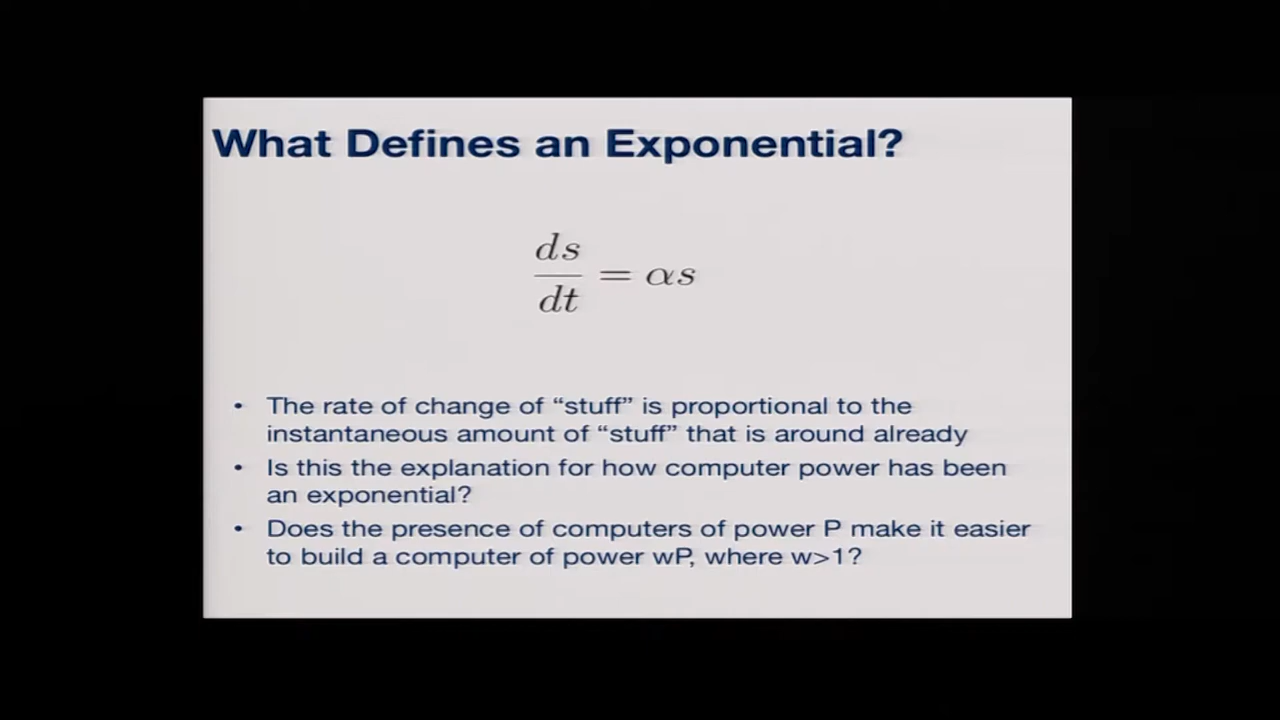 What Defines an Exponential?
ds/dt = αs
• The rate of change of “stuff” is proportional to the
instantaneous amount of “stuff” that is around already
• Is this the explanation for how computer power has been
an exponential?
• Does the presence of computers of power P make it easier
to build a computer of power wP, where w>1?